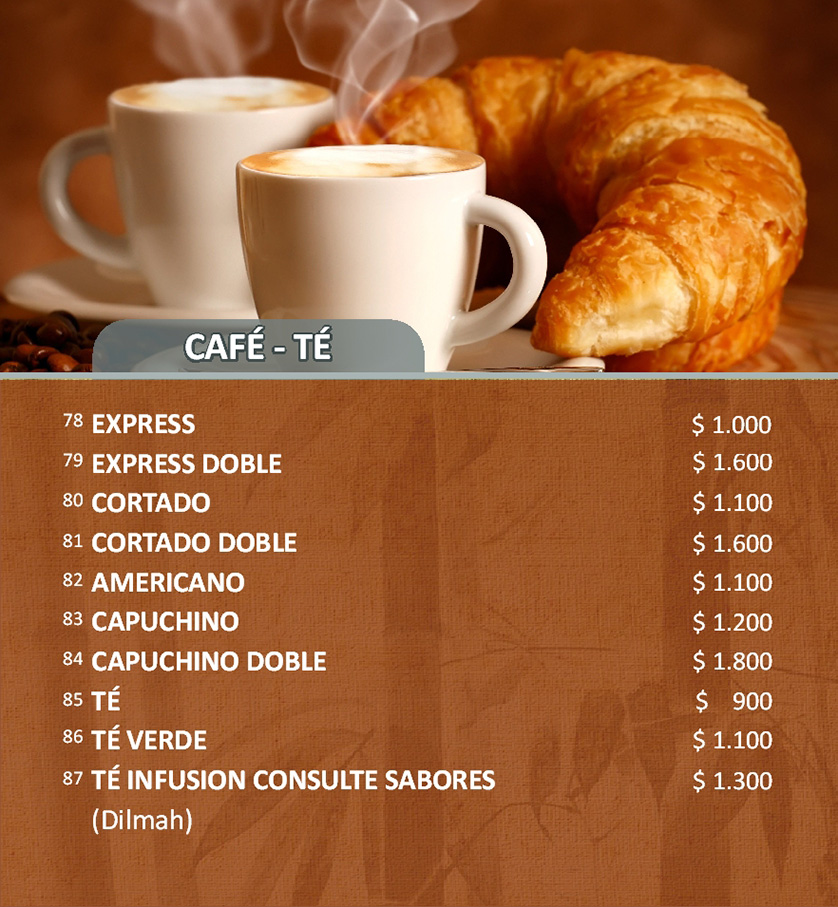 CAFÉ - TÉ
78 EXPRESS $ 1.000
79 EXPRESS DOBLE $ 1.600
80 CORTADO $ 1.100
81 CORTADO DOBLE $ 1.600
82 AMERICANO $ 1.100
83 CAPUCHINO $ 1.200
84 CAPUCHINO DOBLE $ 1.800
85 TÉ $ 900
86 TÉ VERDE $ 1.100
87 TÉ INFUSION CONSULTE SABORES $ 1.300
(Dilmah)